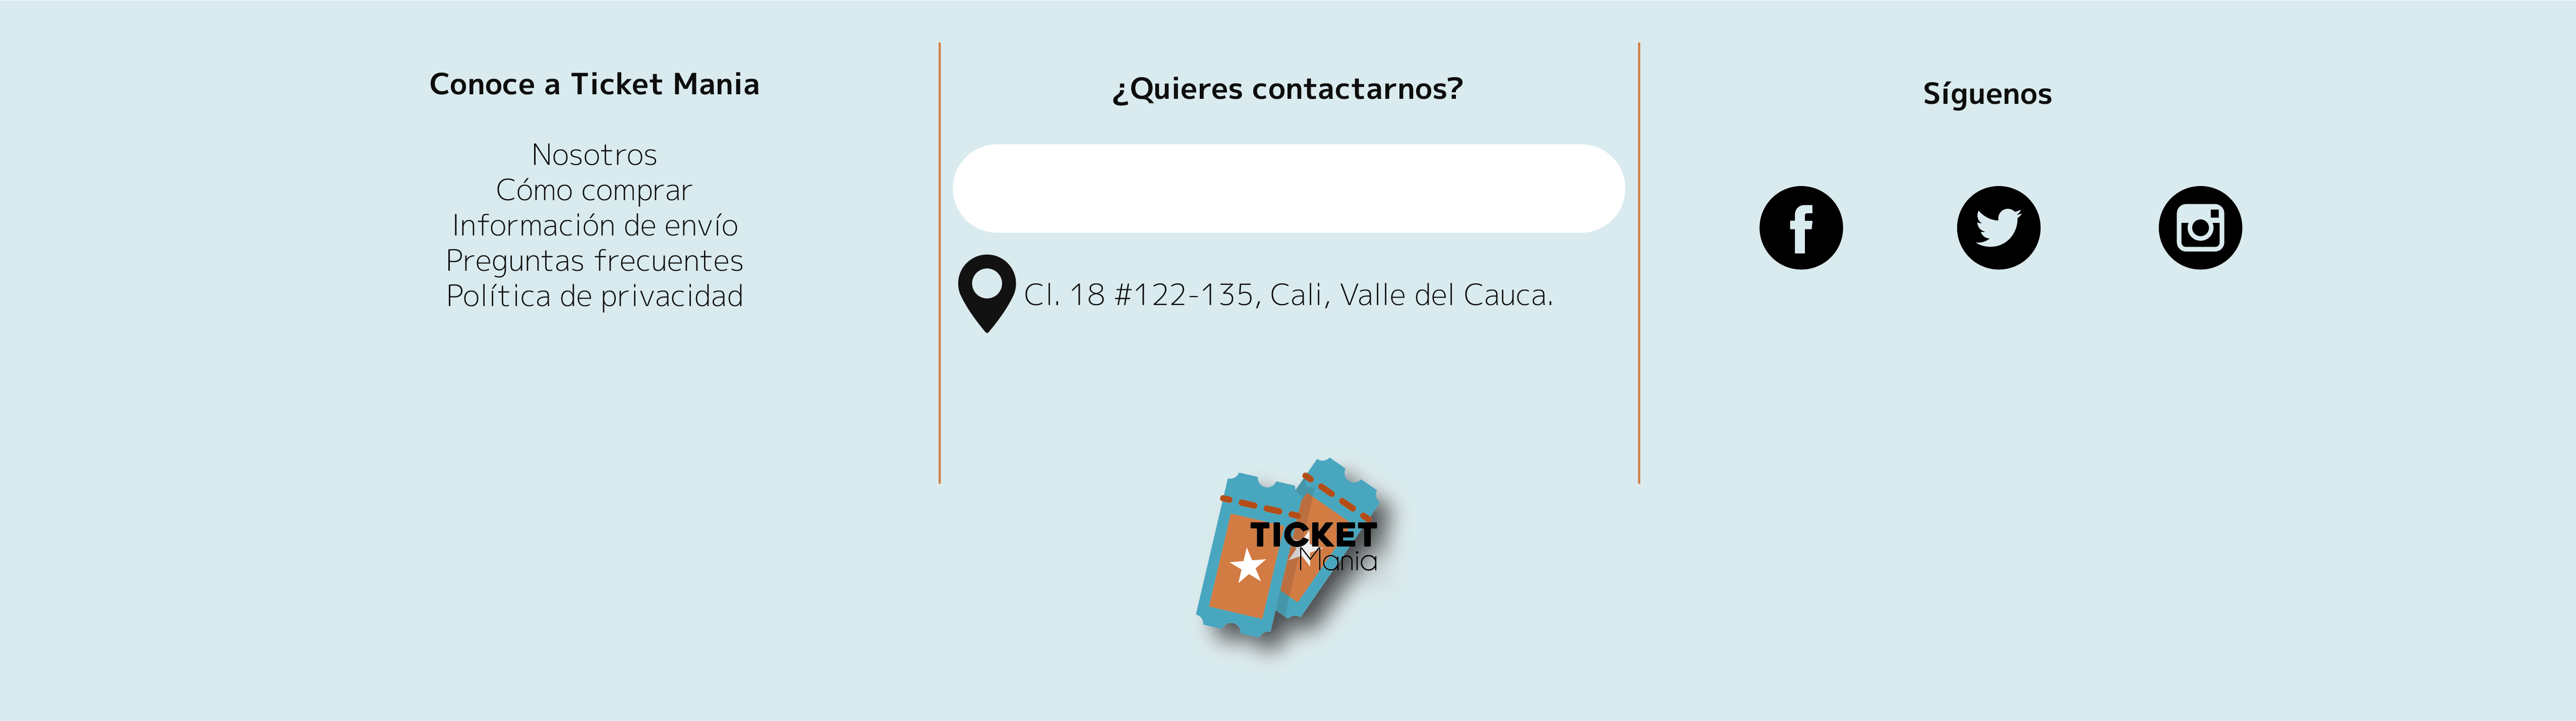 Conoce a Ticket Mania
Nosotros
Cómo comprar
Información de envío
Preguntas frecuentes
Política de privacidad
¿Quieres contactarnos?
Cl. 18 #122-135, Cali, Valle del Cauca.
Síguenos
TICKET
Mania